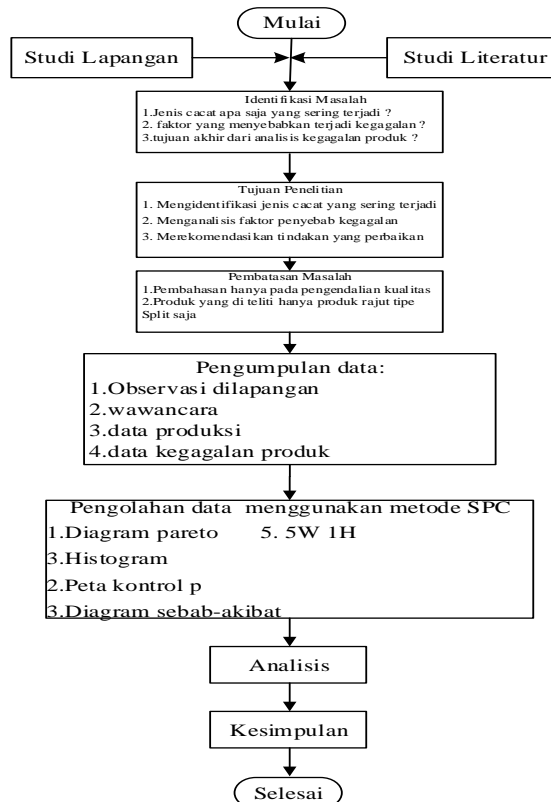 Mulai
Studi Lapangan
Studi Literatur
Identifikasi Masalah
1.Jenis cacat apa saja yang sering terjadi ?
2. faktor yang menyebabkan terjadi kegagalan ?
3.tujuan akhir dari analisis kegagalan produk ?
Tujuan Penelitian
1. Mengidentifikasi jenis cacat yang sering terjadi
2. Menganalisis faktor penyebab kegagalan
3. Merekomendasikan tindakan yang perbaikan
Pembatasan Masalah
1.Pembahasan hanya pada pengendalian kualitas
2.Produk yang di teliti hanya produk rajut tipe
Split saja
Pengumpulan data:
1.Observasi dilapangan
2.wawancara
3.data produksi
4.data kegagalan produk
Pengolahan data menggunakan metode SPC
1.Diagram pareto 5. 5W 1H
3.Histogram
2.Peta kontrol p
3.Diagram sebab-akibat
Analisis
Kesimpulan
Selesai